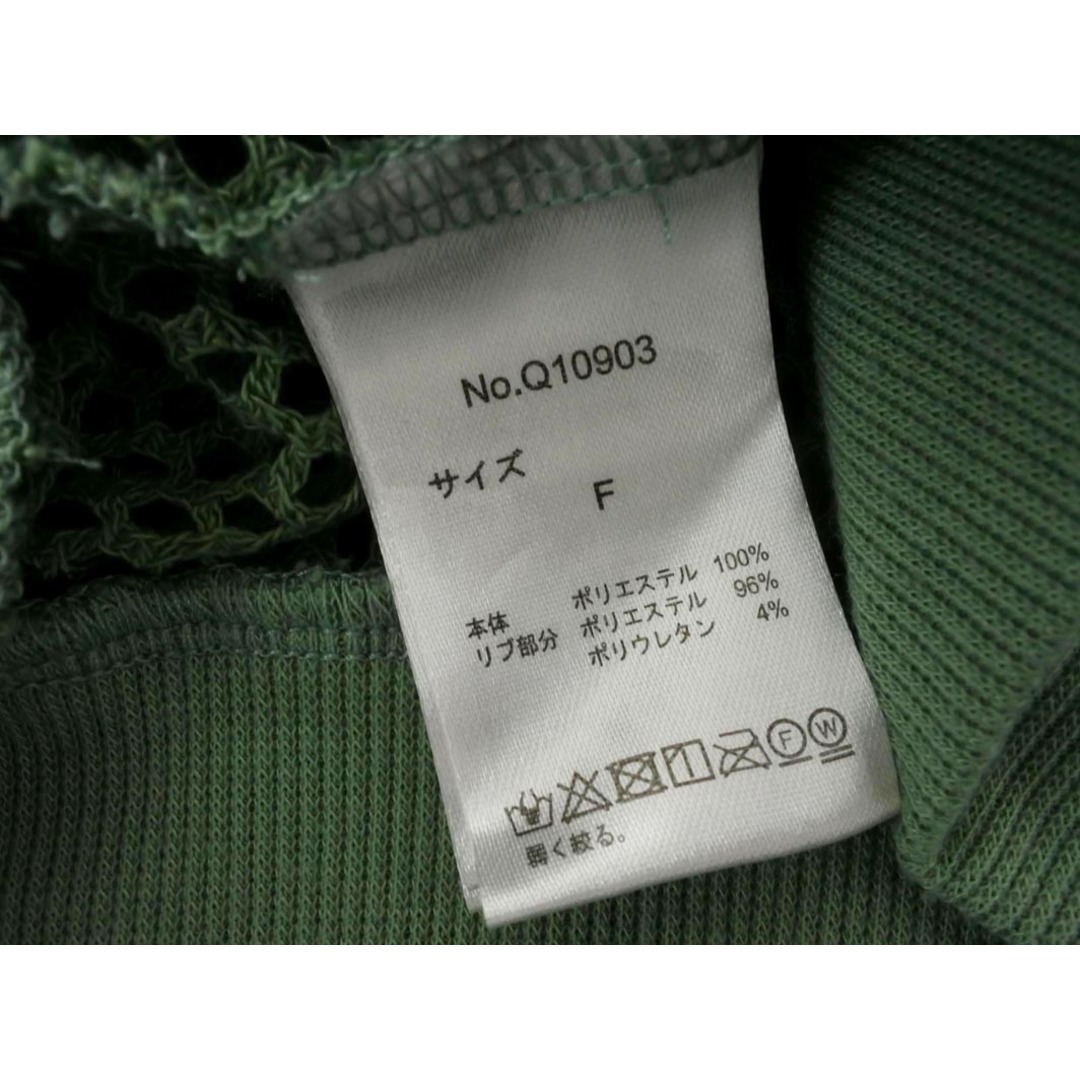 No.Q10903
サイズ
F
本体 ポリエステル 100%
リブ部分 ポリエステル 96%
ポリウレタン 4%
F W
弱く絞る。